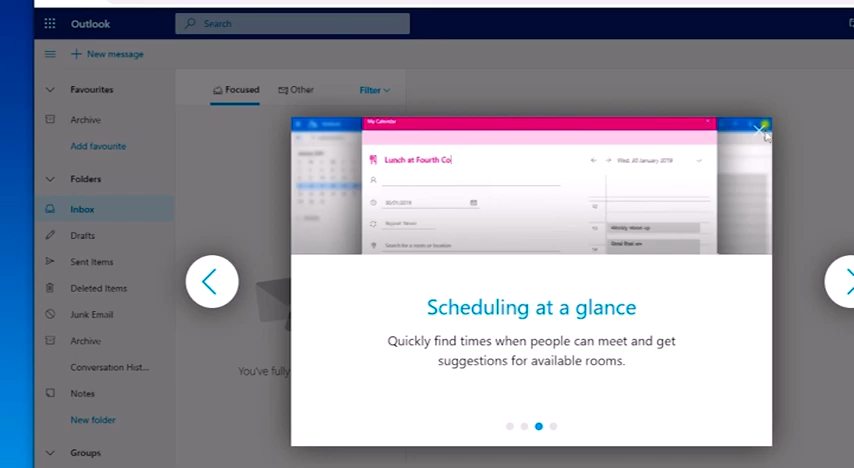 Outlook
Search
New message
Favourites
Focused
Other
Filter
Archive
Add favourite
Folders
Inbox
Drafts
Sent Items
Deleted Items
Junk Email
Archive
Conversation Hist...
Notes
New folder
Groups
You've fully
My Calendar
Lunch at Fourth Co
Wed, 30 January 2019
30/01/2019
Repeat: Never
Search for a room or location
12
Scheduling at a glance
Quickly find times when people can meet and get
suggestions for available rooms.